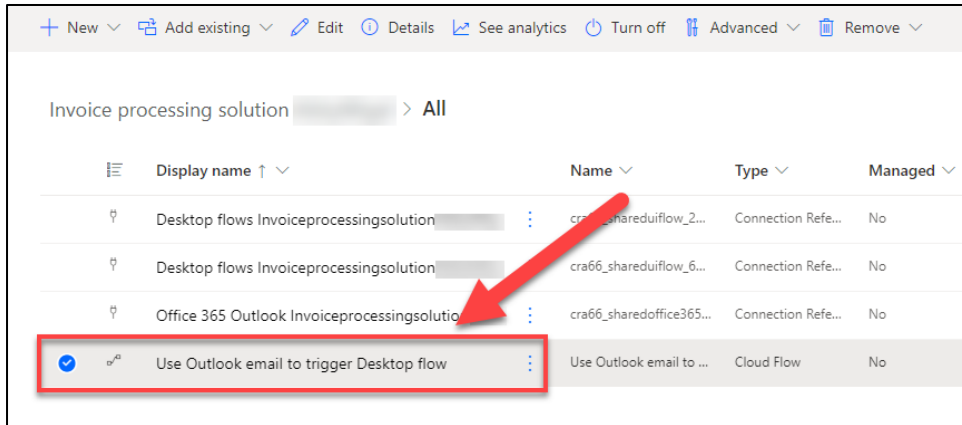 New Add existing Edit Details See analytics Turn off Advanced Remove
Invoice processing solution > All
Display name ↑ Name Type Managed
Desktop flows Invoiceprocessingsolution cra66_shareduiflow_2... Connection Refe... No
Desktop flows Invoiceprocessingsolution cra66_shareduiflow_6... Connection Refe... No
Office 365 Outlook Invoiceprocessingsolutio cra66_sharedoffice365... Connection Refe... No
Use Outlook email to trigger Desktop flow Use Outlook email to ... Cloud Flow No